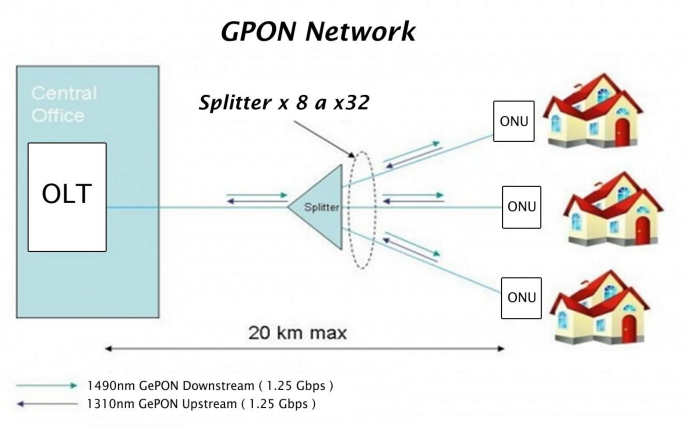 GPON Network
Central
Office
Splitter x 8 a x32
OLT
Splitter
ONU
ONU
ONU
20 km max
1490nm GePON Downstream ( 1.25 Gbps )
1310nm GePON Upstream ( 1.25 Gbps )